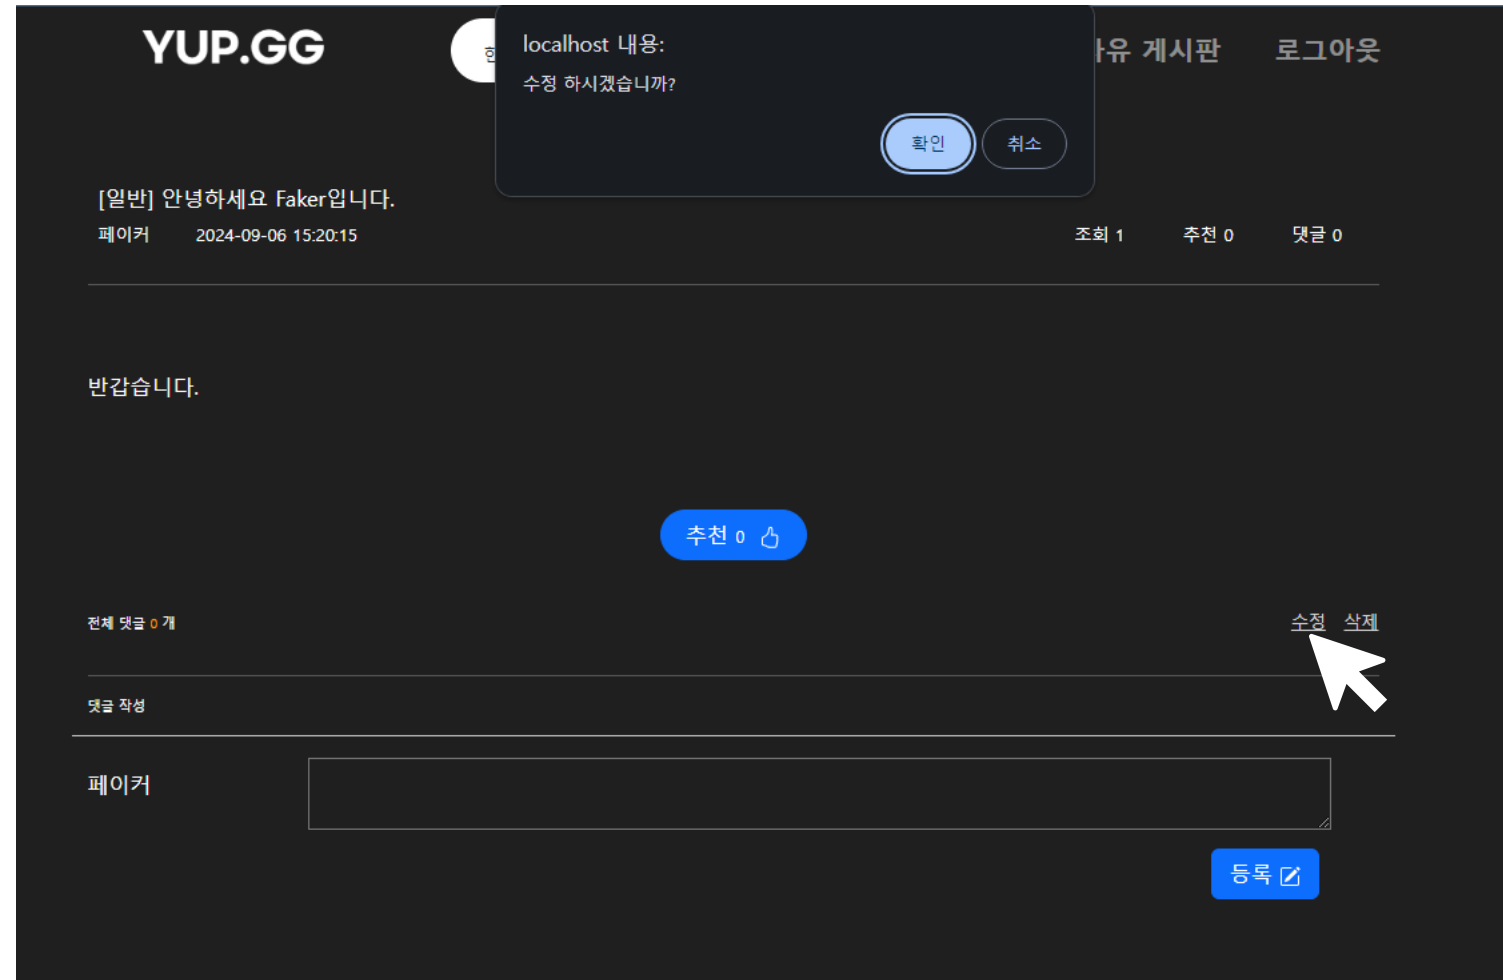 YUP.GG
localhost 내용:
수정 하시겠습니까?
확인 취소
게시판 로그아웃
[일반] 안녕하세요 Faker입니다.
페이커 2024-09-06 15:20:15 조회 1 추천 0 댓글 0
반갑습니다.
추천 0
전체 댓글 0 개 수정 삭제
댓글 작성
페이커
등록